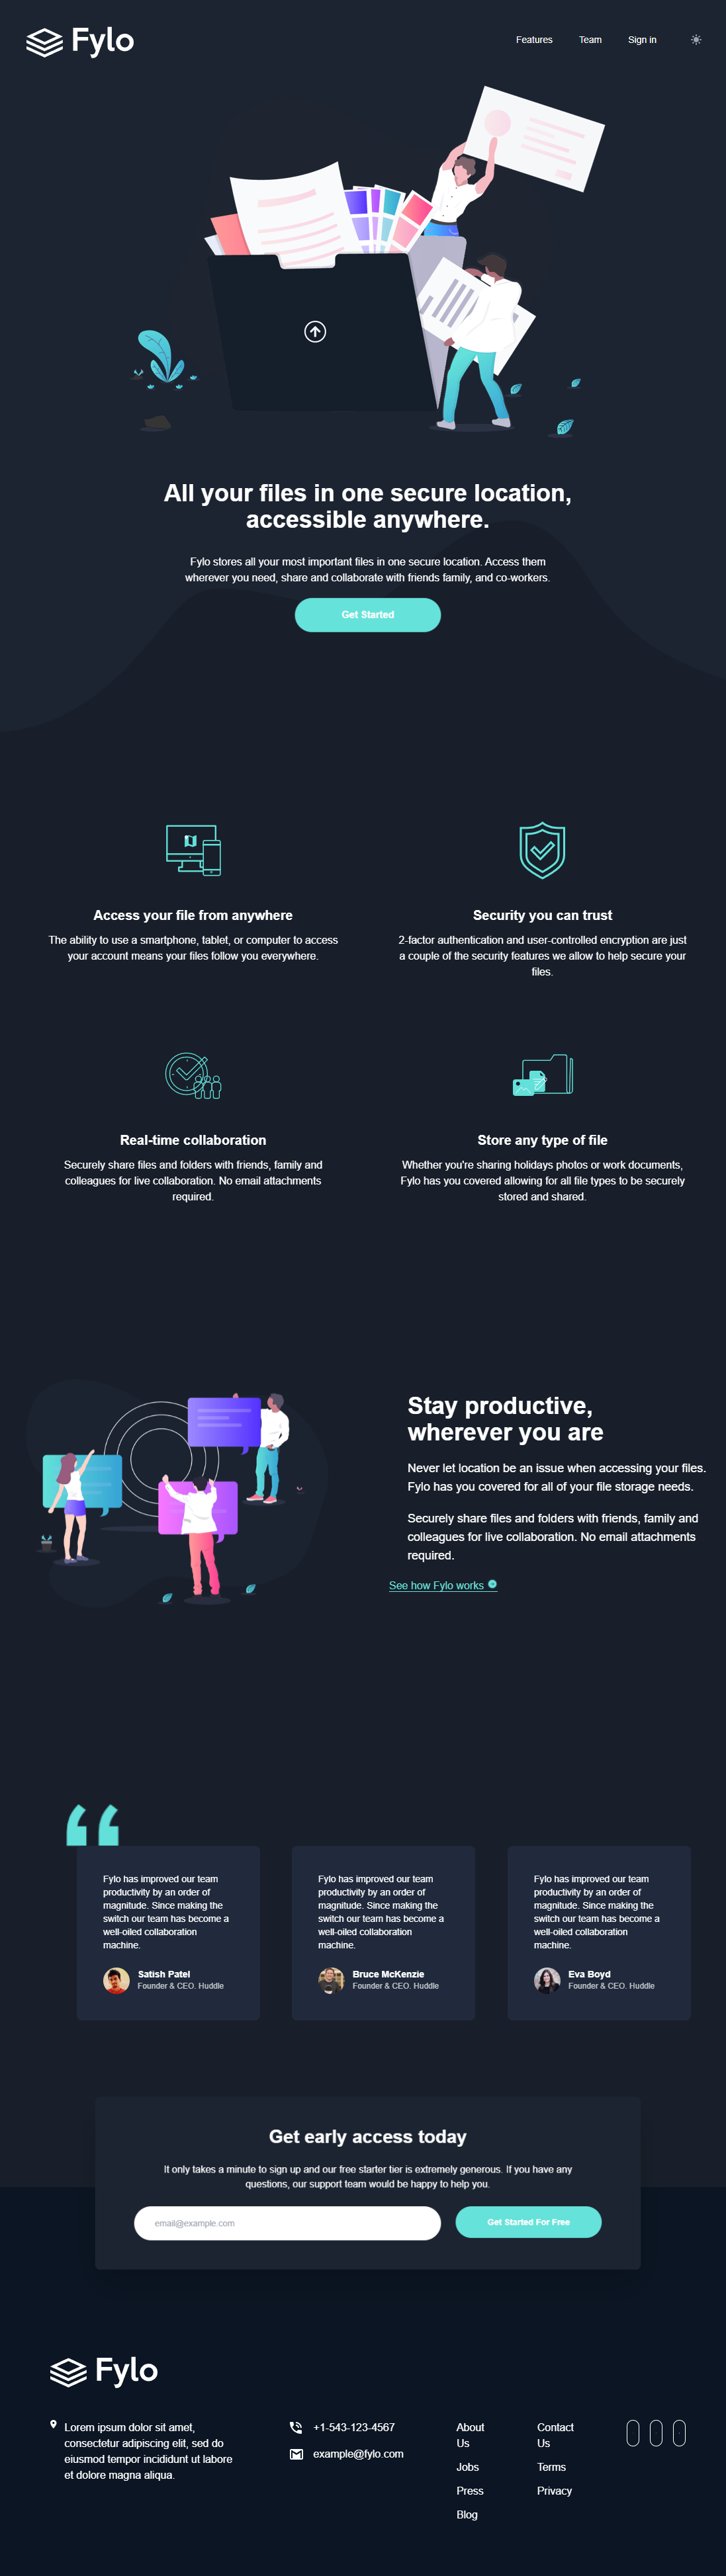 Fylo
Features Team Sign in
All your files in one secure location,
accessible anywhere.
Fylo stores all your most important files in one secure location. Access them
wherever you need, share and collaborate with friends family, and co-workers.
Get Started
Access your file from anywhere
The ability to use a smartphone, tablet, or computer to access
your account means your files follow you everywhere.
Security you can trust
2-factor authentication and user-controlled encryption are just
a couple of the security features we allow to help secure your
files.
Real-time collaboration
Securely share files and folders with friends, family and
colleagues for live collaboration. No email attachments
required.
Store any type of file
Whether you're sharing holidays photos or work documents,
Fylo has you covered allowing for all file types to be securely
stored and shared.
Stay productive,
wherever you are
Never let location be an issue when accessing your files.
Fylo has you covered for all of your file storage needs.
Securely share files and folders with friends, family and
colleagues for live collaboration. No email attachments
required.
See how Fylo works
“
Fylo has improved our team
productivity by an order of
magnitude. Since making the
switch our team has become a
well-oiled collaboration
machine.
Satish Patel
Founder & CEO. Huddle
Fylo has improved our team
productivity by an order of
magnitude. Since making the
switch our team has become a
well-oiled collaboration
machine.
Bruce McKenzie
Founder & CEO. Huddle
Fylo has improved our team
productivity by an order of
magnitude. Since making the
switch our team has become a
well-oiled collaboration
machine.
Eva Boyd
Founder & CEO. Huddle
Get early access today
It only takes a minute to sign up and our free starter tier is extremely generous. If you have any
questions, our support team would be happy to help you.
email@example.com
Get Started For Free
Fylo
Lorem ipsum dolor sit amet,
consectetur adipiscing elit, sed do
eiusmod tempor incididunt ut labore
et dolore magna aliqua.
+1-543-123-4567
example@fylo.com
About
Us
Jobs
Press
Blog
Contact
Us
Terms
Privacy